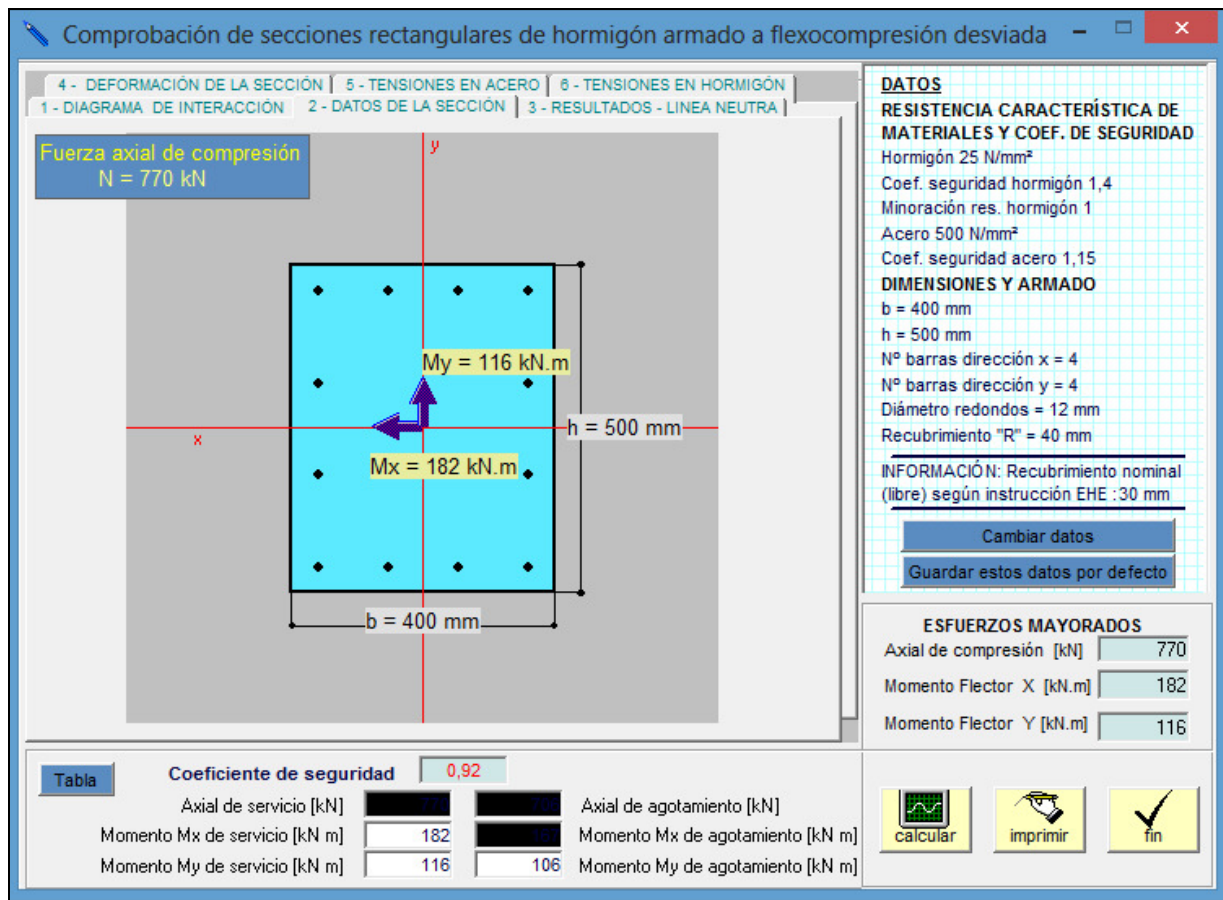 Comprobación de secciones rectangulares de hormigón armado a flexocompresión desviada
4 - DEFORMACIÓN DE LA SECCIÓN
5 - TENSIONES EN ACERO
6 - TENSIONES EN HORMIGÓN
1 - DIAGRAMA DE INTERACCIÓN
2 - DATOS DE LA SECCIÓN
3 - RESULTADOS - LINEA NEUTRA
Fuerza axial de compresión
N = 770 kN
y
My = 116 kN.m
x
h = 500 mm
Mx = 182 kN.m
b = 400 mm
DATOS
RESISTENCIA CARACTERÍSTICA DE
MATERIALES Y COEF. DE SEGURIDAD
Hormigón 25 N/mm²
Coef. seguridad hormigón 1,4
Minoración res. hormigón 1
Acero 500 N/mm²
Coef. seguridad acero 1,15
DIMENSIONES Y ARMADO
b = 400 mm
h = 500 mm
Nº barras dirección x = 4
Nº barras dirección y = 4
Diámetro redondos = 12 mm
Recubrimiento "R" = 40 mm
INFORMACIÓN: Recubrimiento nominal
(libre) según instrucción EHE : 30 mm
Cambiar datos
Guardar estos datos por defecto
ESFUERZOS MAYORADOS
Axial de compresión [kN] 770
Momento Flector X [kN.m] 182
Momento Flector Y [kN.m] 116
Tabla
Coeficiente de seguridad 0,92
Axial de servicio [kN] Axial de agotamiento [kN]
Momento Mx de servicio [kN m] 182 Momento Mx de agotamiento [kN m]
Momento My de servicio [kN m] 116 106 Momento My de agotamiento [kN m]
calcular
imprimir
fin